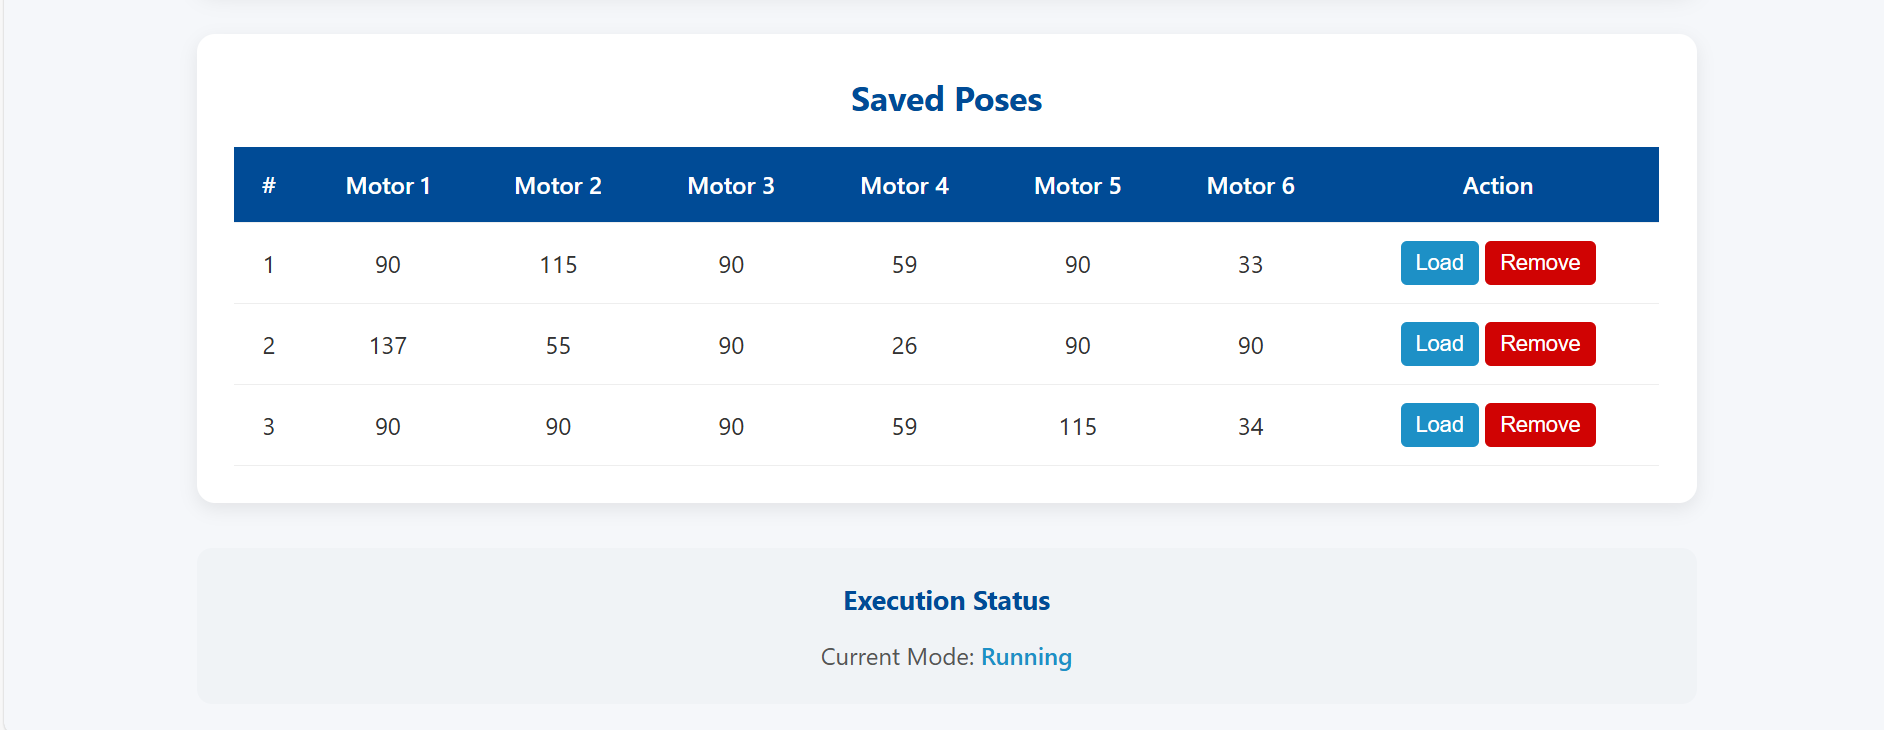 Saved Poses
# Motor 1 Motor 2 Motor 3 Motor 4 Motor 5 Motor 6 Action
1 90 115 90 59 90 33 Load Remove
2 137 55 90 26 90 90 Load Remove
3 90 90 90 59 115 34 Load Remove
Execution Status
Current Mode: Running